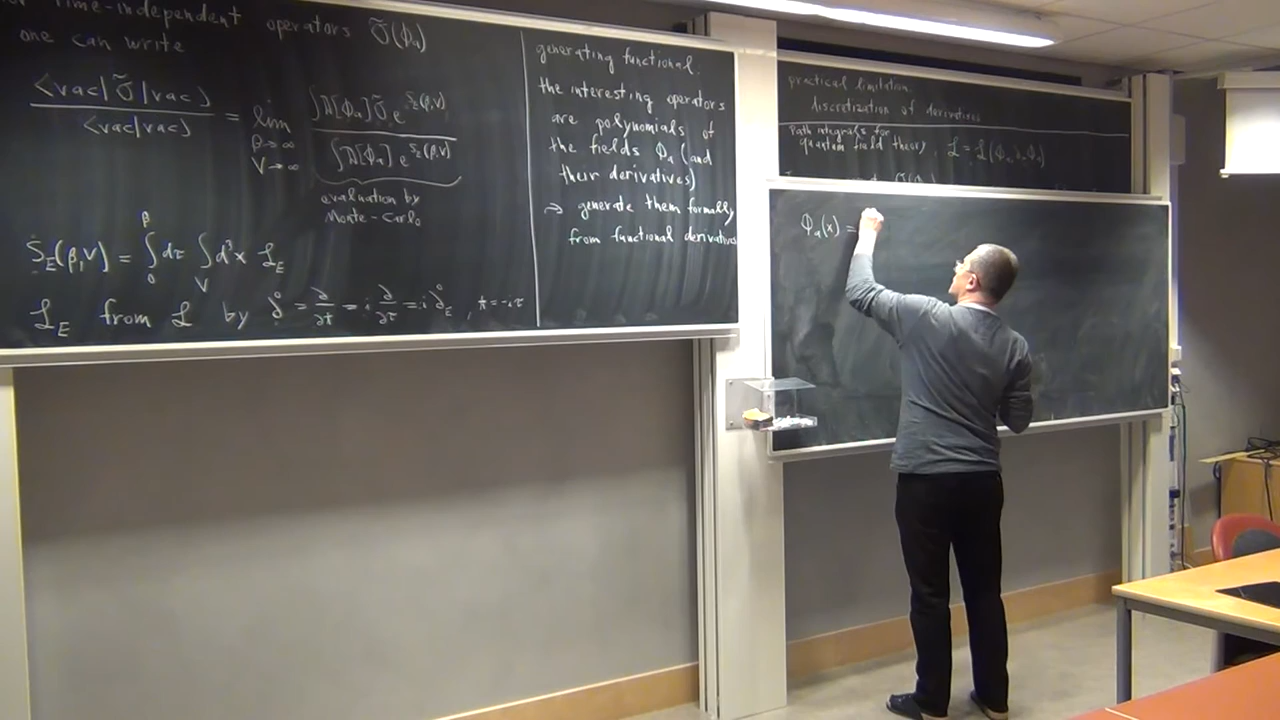 time-independent operators Õ(Φₐ)
one can write
<vac|Õ|vac> / <vac|vac> = lim β→∞ V→∞ ∫D[Φₐ] Õ e^{S_E(β,V)} / ∫D[Φₐ] e^{S_E(β,V)}
evaluation by
Monte-Carlo
S_E(β,V) = ∫₀^β dτ ∫_V d³x ℒ_E
ℒ_E from ℒ by ∂⁰ = ∂/∂t = i ∂/∂τ = i ∂⁰_E , t = -iτ
generating functional.
the interesting operators
are polynomials of
the fields Φₐ (and
their derivatives)
⇒ generate them formally
from functional derivatives
practical limitation.
discretization of derivatives
Path integrals for
quantum field theory, ℒ = ℒ(Φₐ, ∂ᵤΦₐ)
Φₐ(x) =